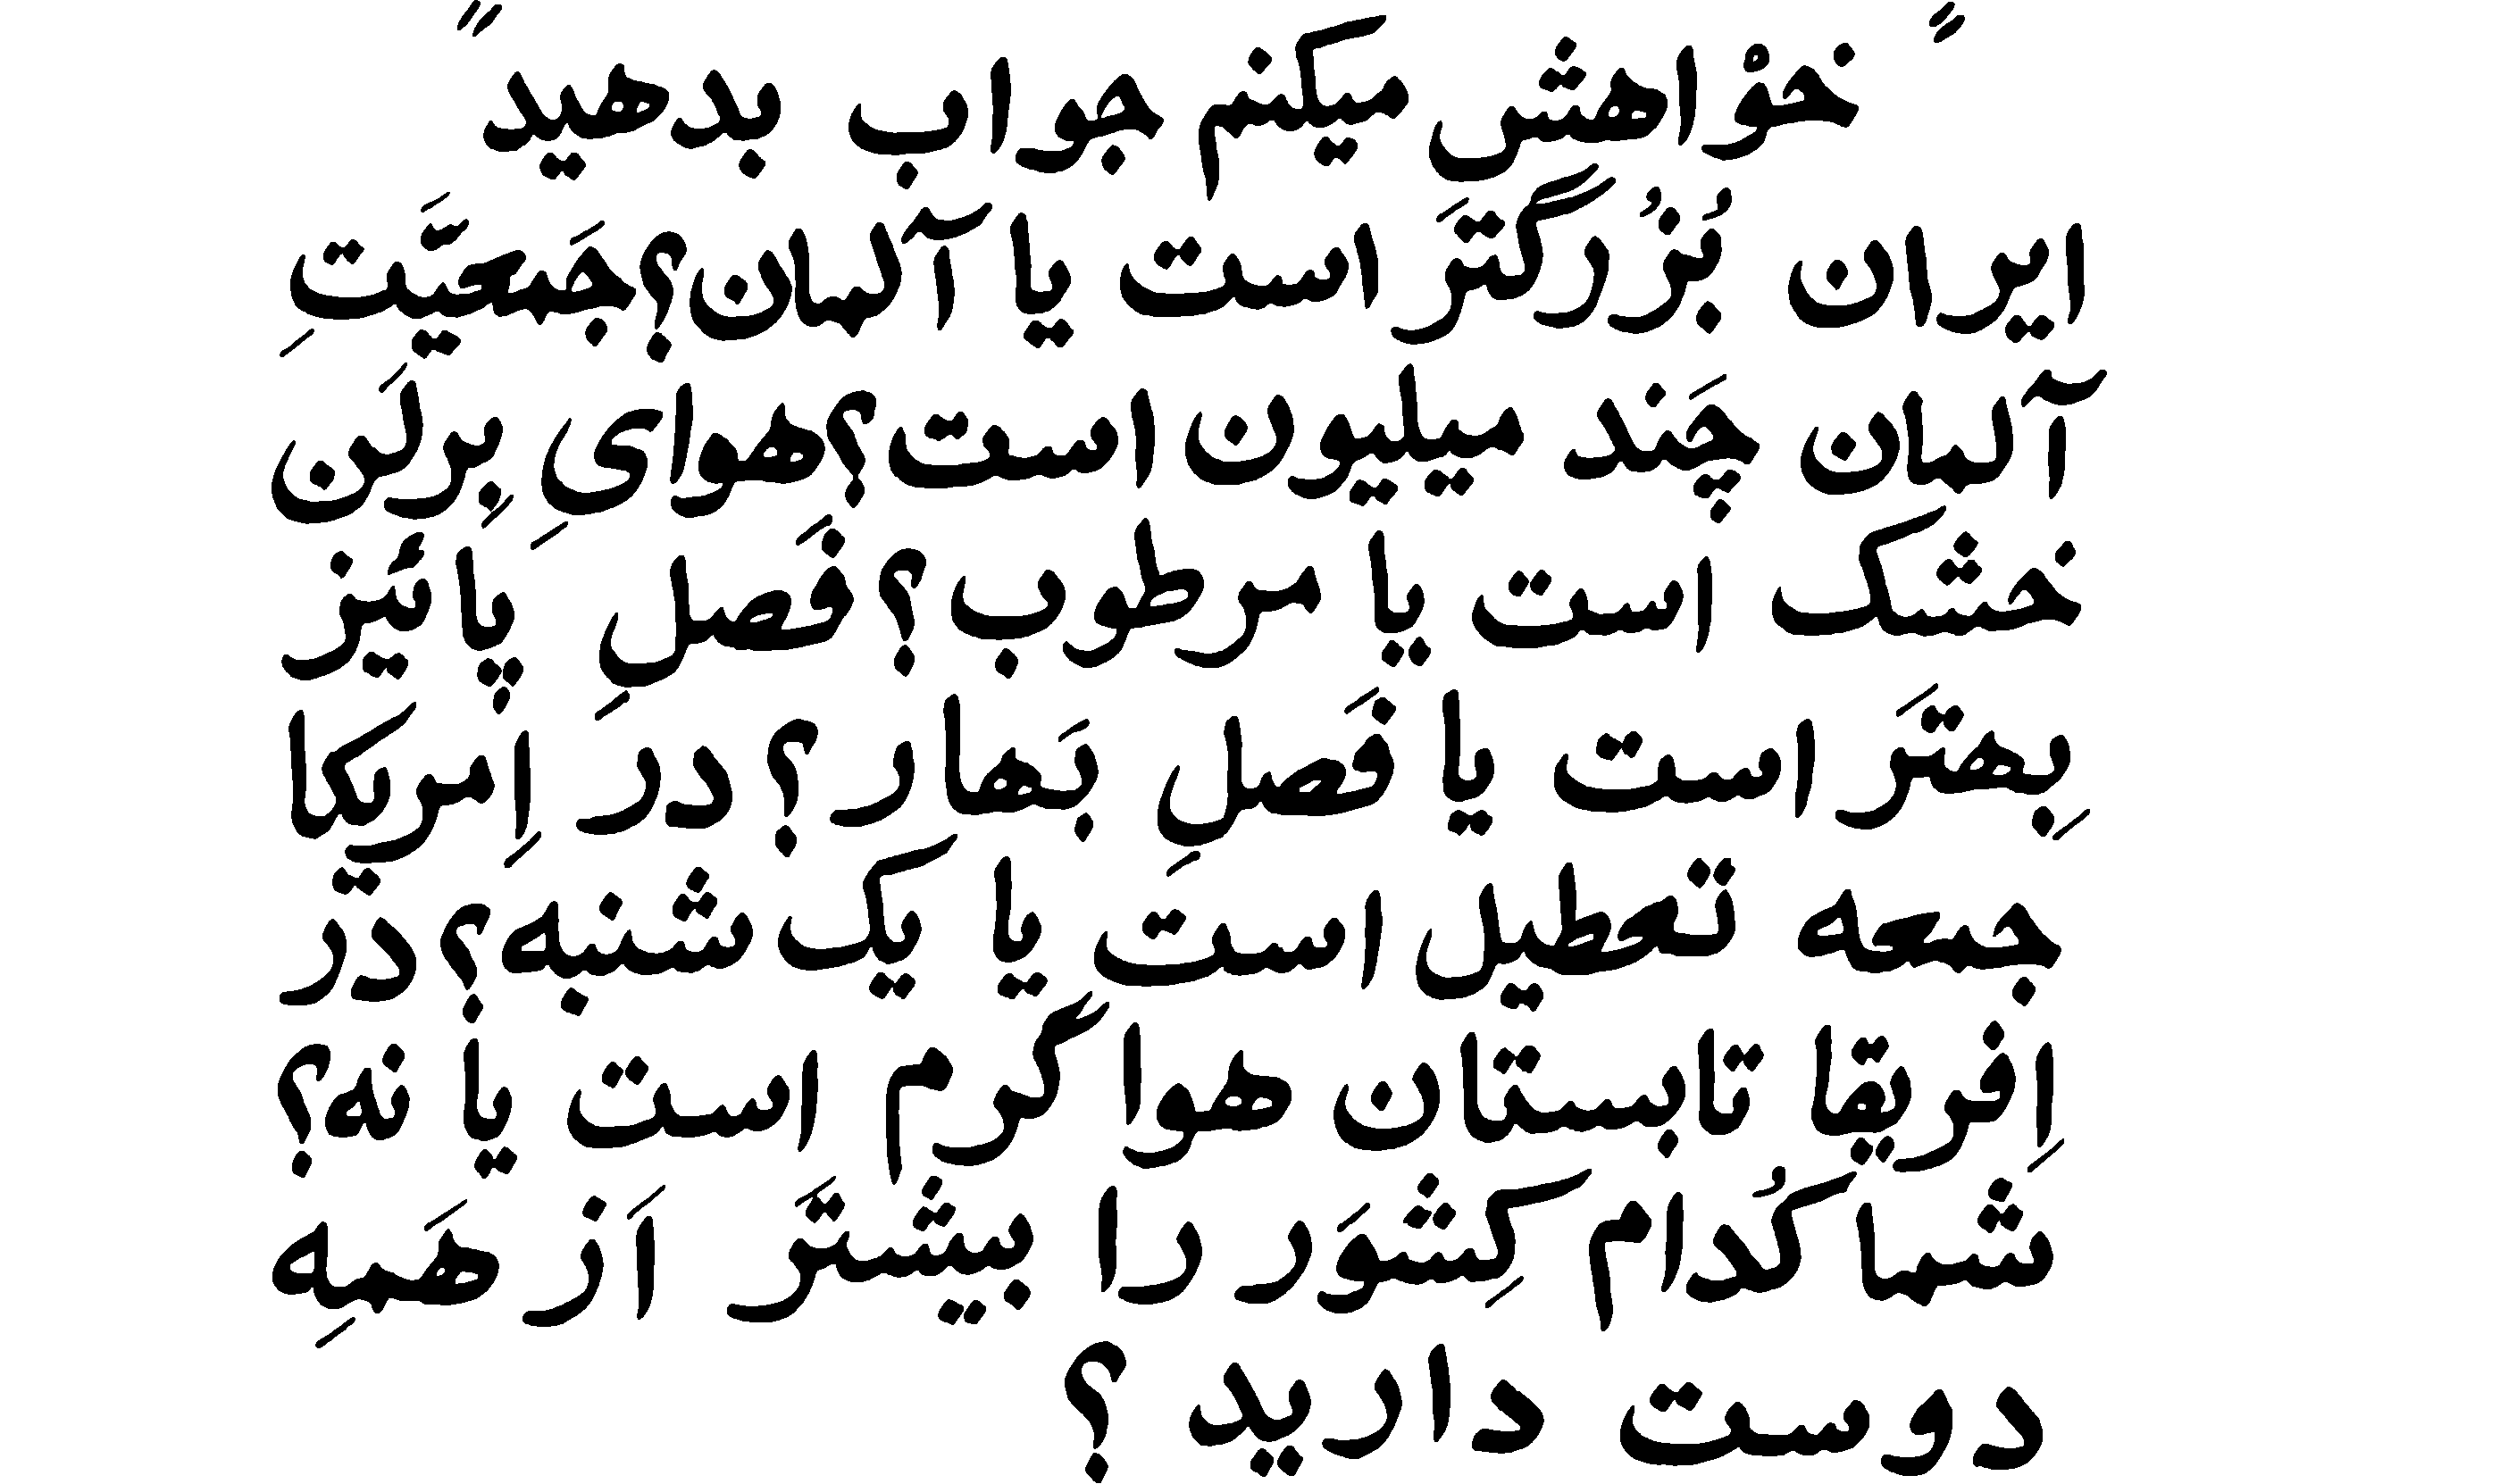 "خوْاهش میکنم جواب بدهید"
ایران بُزُرگتَر است یا آلمان؟ جَمعیَّتِ
آلمان چَند میلیون است؟ هوایِ بِرلَن
خشک است یا مرطوب؟ فَصلِ پائیز
بِهتَر است یا فَصلِ بَهار؟ در اِمریکا
جمعه تعطیل است یا یک شنبه؟ در
اِفریقا تابستان هوا گرم است یا نه؟
شما کُدام کِشوَر را بیشتَر اَز هَمِه
دوست دارید؟